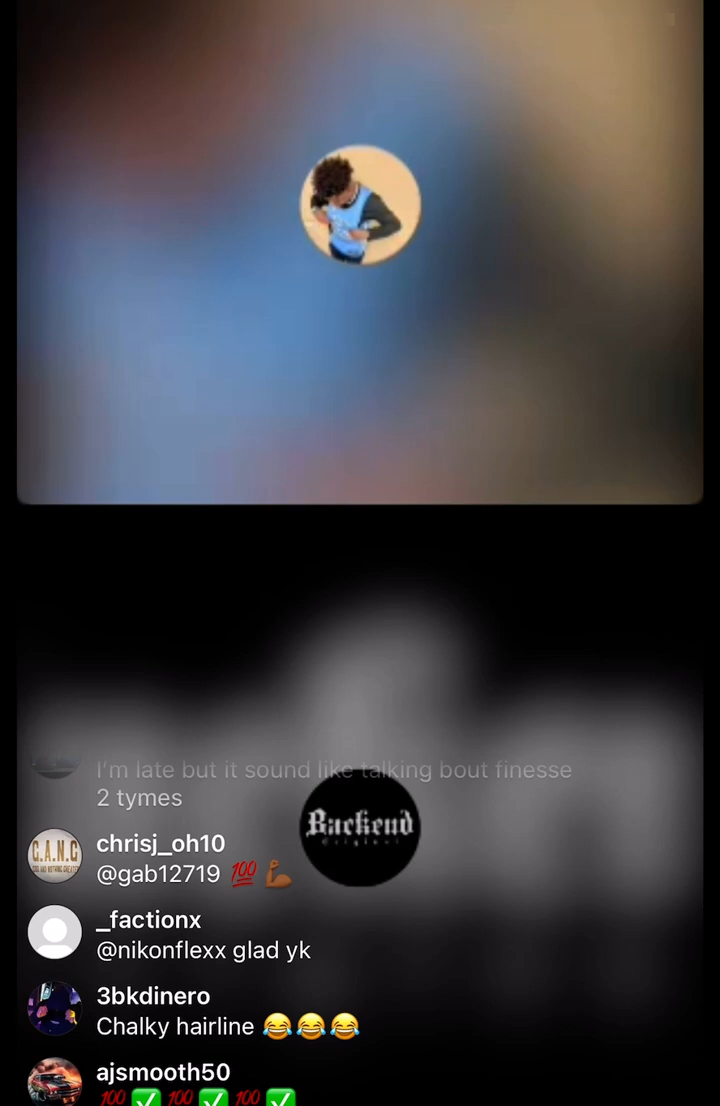 I'm late but it sound like talking bout finesse
2 tymes
Backend
Original
chrisj_oh10
@gab12719 💯 💪🏾
_factionx
@nikonflexx glad yk
3bkdinero
Chalky hairline 😂😂😂
ajsmooth50
💯✅💯✅💯✅
G.A.N.G